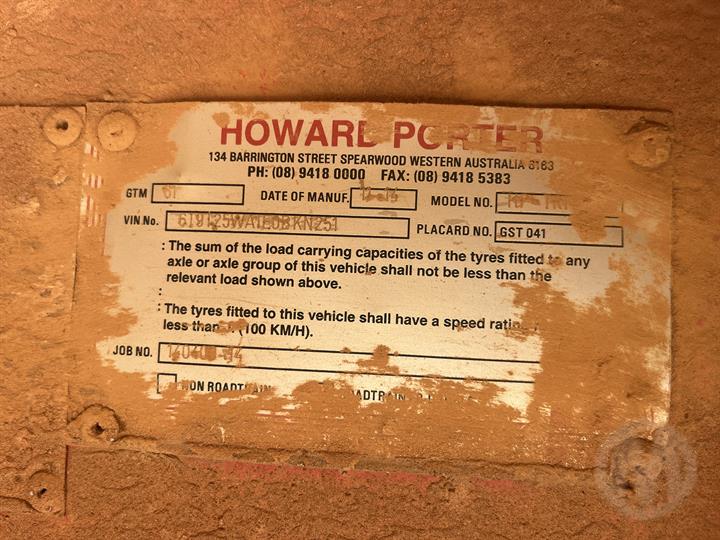 HOWARD PORTER
134 BARRINGTON STREET SPEARWOOD WESTERN AUSTRALIA 6163
PH: (08) 9418 0000 FAX: (08) 9418 5383
GTM DATE OF MANUF. MODEL NO.
VIN.No. PLACARD NO. GST 041
: The sum of the load carrying capacities of the tyres fitted to any
axle or axle group of this vehicle shall not be less than the
relevant load shown above.
:
: The tyres fitted to this vehicle shall have a speed rating
less than (100 KM/H).
JOB NO.
NON ROADTRAIN ROADTRAIN